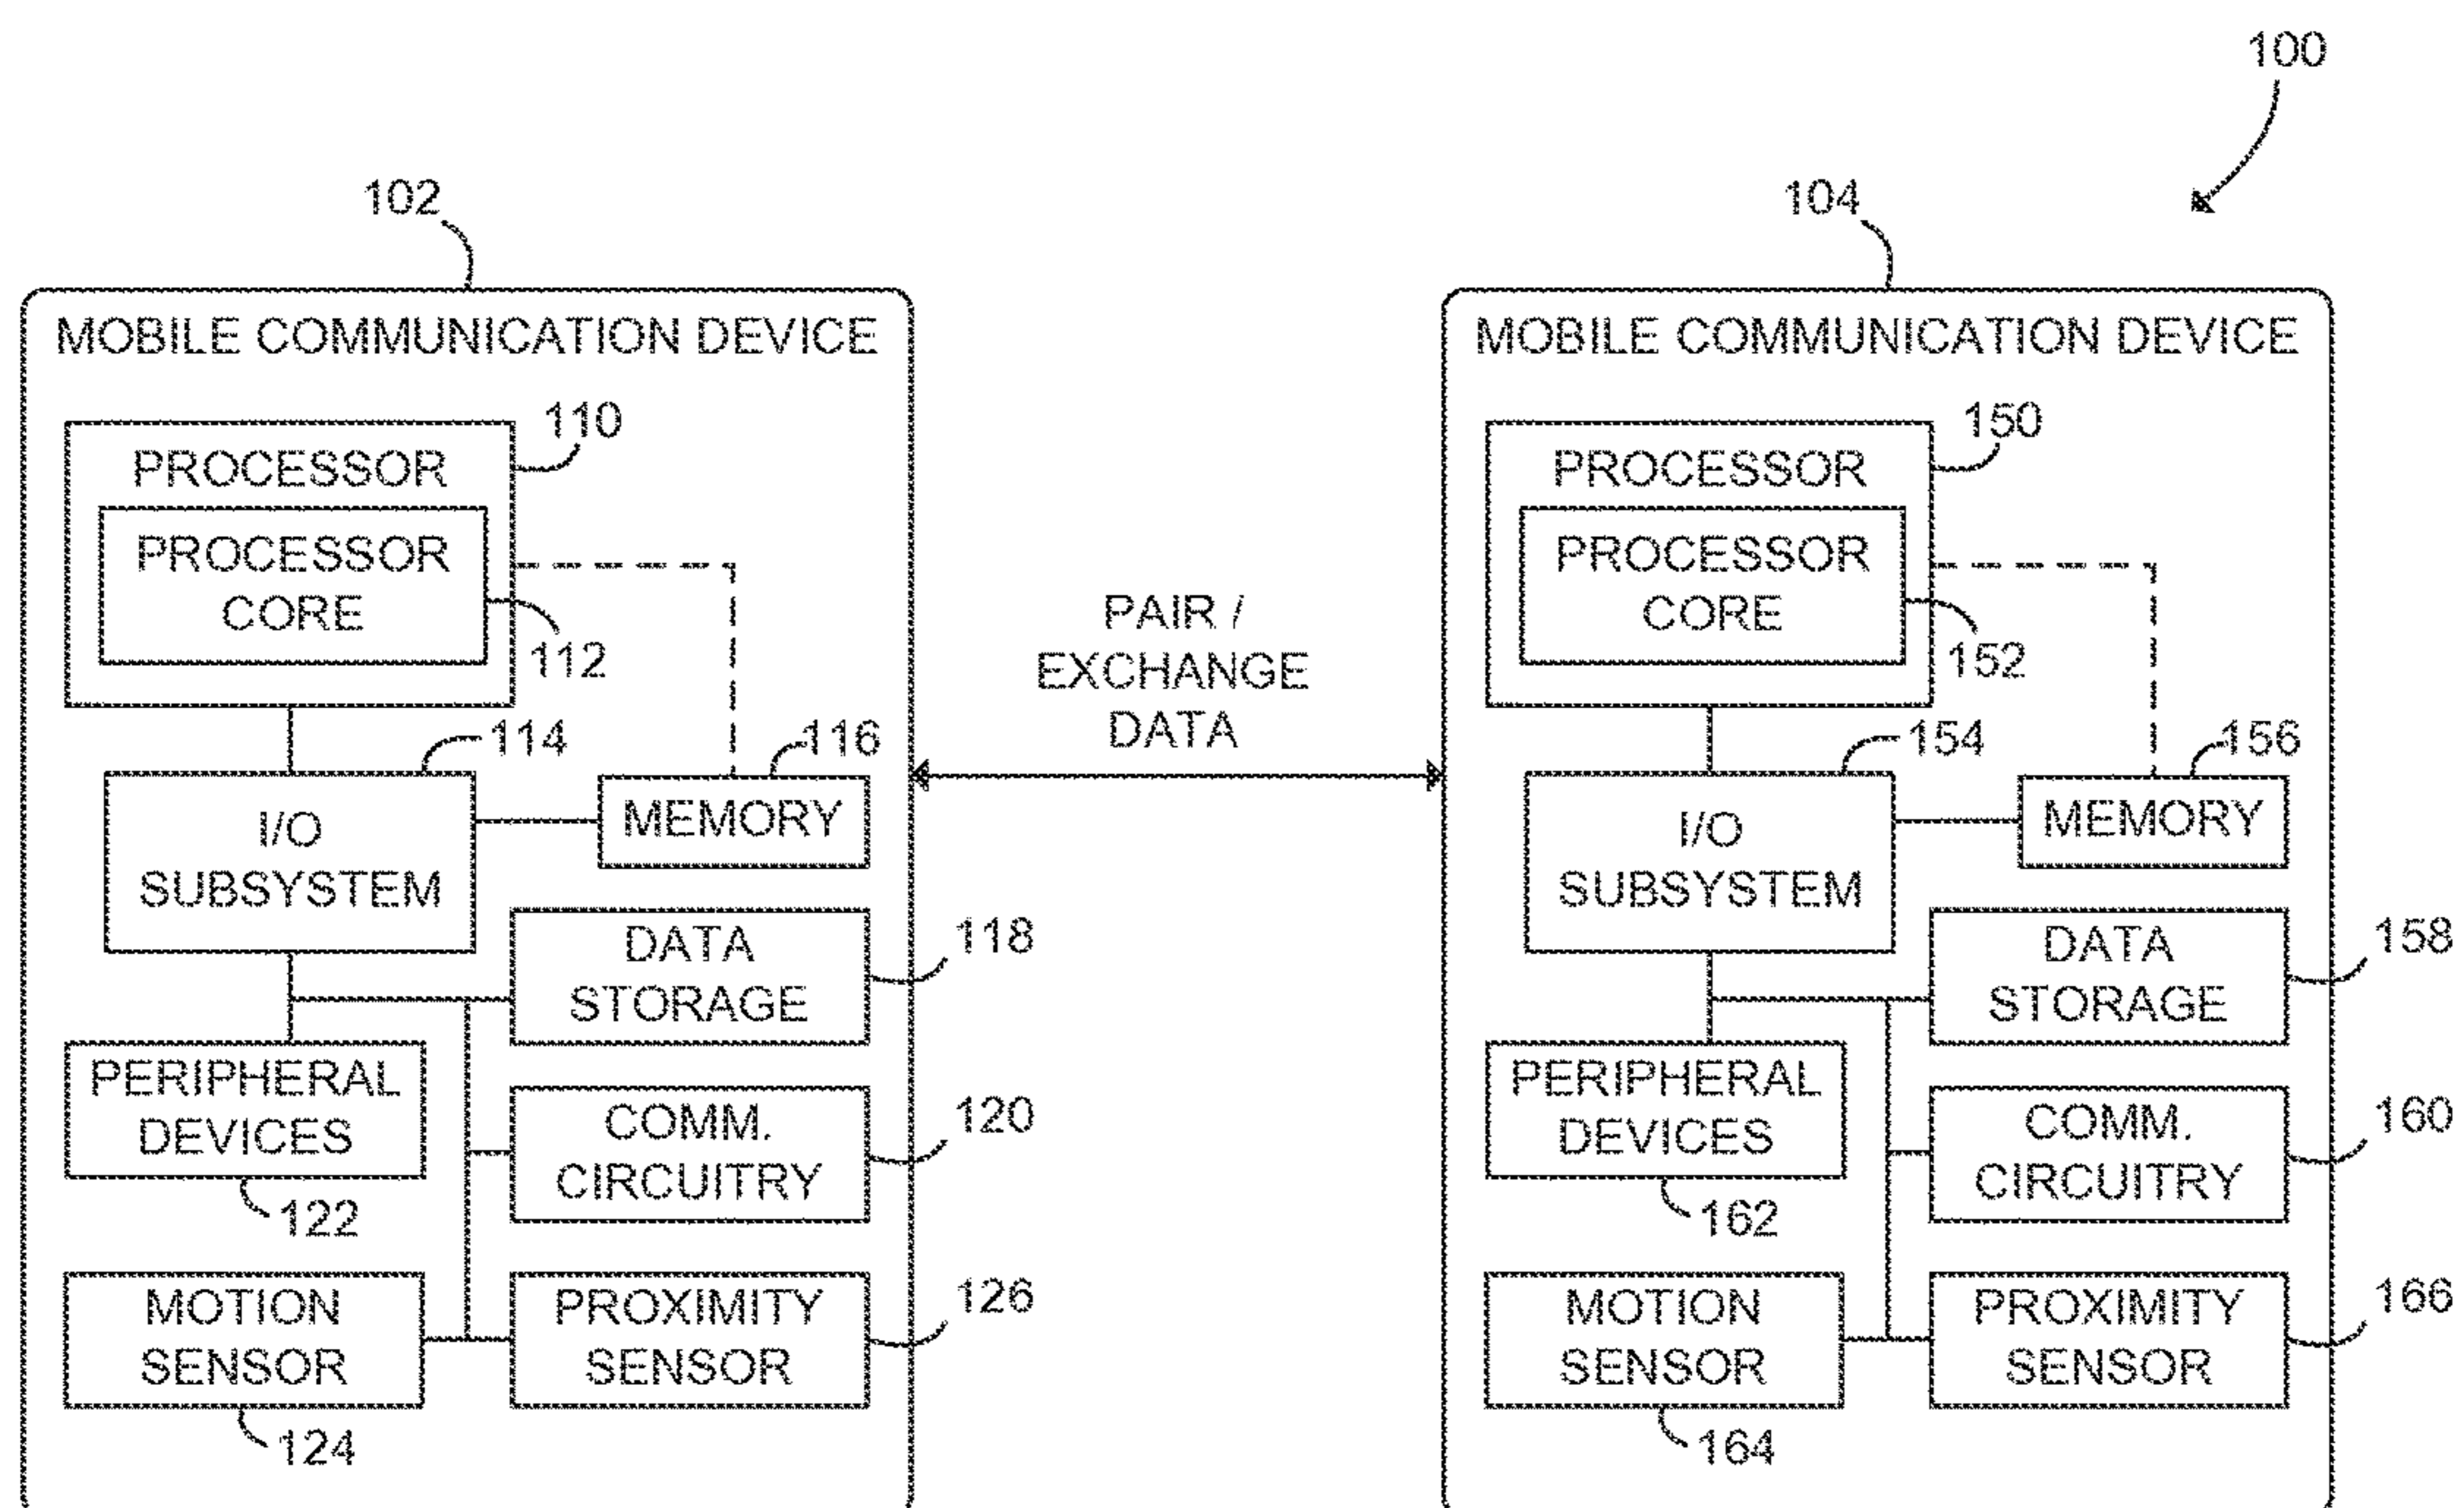 100
102
104
MOBILE COMMUNICATION DEVICE
110
PROCESSOR
PROCESSOR
CORE
112
114
116
I/O
SUBSYSTEM
MEMORY
DATA
STORAGE
118
PERIPHERAL
DEVICES
122
COMM.
CIRCUITRY
120
MOTION
SENSOR
124
PROXIMITY
SENSOR
126
PAIR /
EXCHANGE
DATA
MOBILE COMMUNICATION DEVICE
150
PROCESSOR
PROCESSOR
CORE
152
154
156
I/O
SUBSYSTEM
MEMORY
DATA
STORAGE
158
PERIPHERAL
DEVICES
162
COMM.
CIRCUITRY
160
MOTION
SENSOR
164
PROXIMITY
SENSOR
166